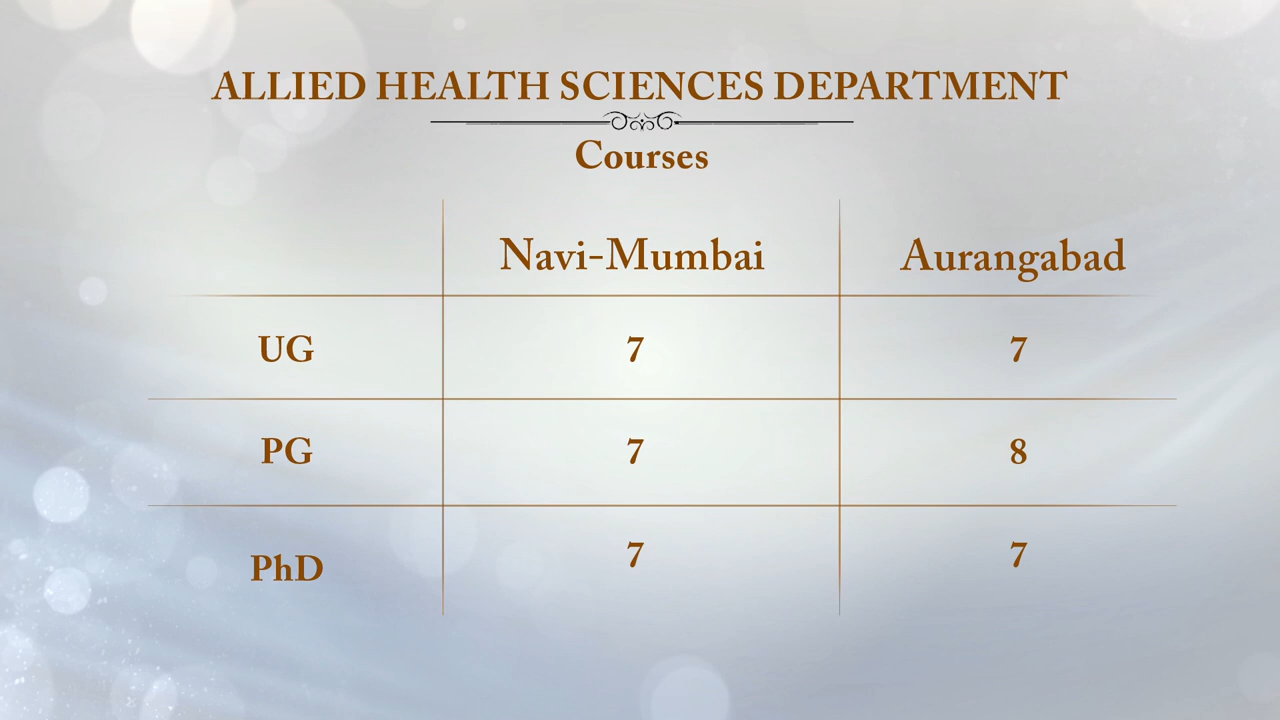 ALLIED HEALTH SCIENCES DEPARTMENT
Courses
Navi-Mumbai Aurangabad
UG 7 7
PG 7 8
PhD 7 7